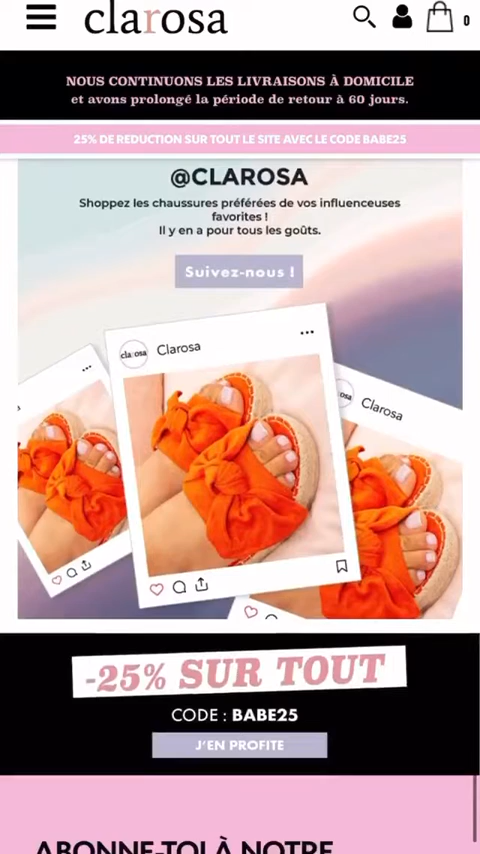 clarosa
0
NOUS CONTINUONS LES LIVRAISONS À DOMICILE
et avons prolongé la période de retour à 60 jours.
25% DE REDUCTION SUR TOUT LE SITE AVEC LE CODE BABE25
@CLAROSA
Shoppez les chaussures préférées de vos influenceuses
favorites !
Il y en a pour tous les goûts.
Suivez-nous !
clarosa
Clarosa
Clarosa
-25% SUR TOUT
CODE : BABE25
J'EN PROFITE
ABONNE-TOI À NOTRE